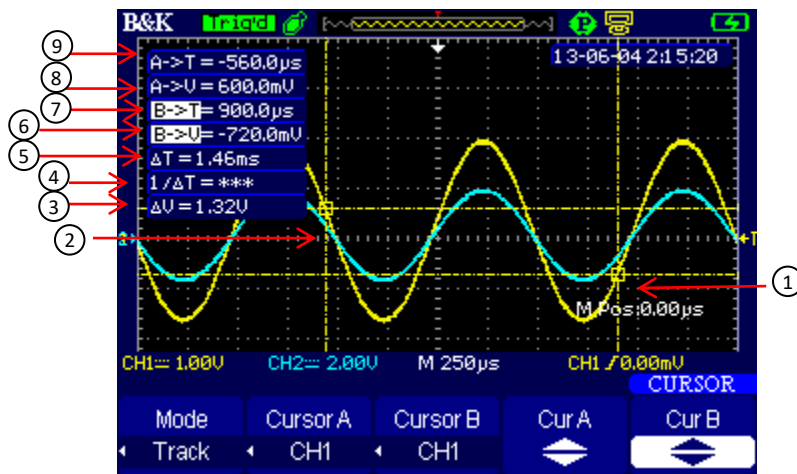 B&K Trig'd P
13-06-04 2:15:20
9 A->T = -560.0µs
8 A->V = 600.0mV
7 B->T = 900.0µs
6 B->V = -720.0mV
5 ΔT = 1.46ms
4 1/ΔT = ***
3 ΔV = 1.32V
2
1
T
M Pos:0.00µs
CH1 1.00V CH2 2.00V M 250µs CH1 0.00mV
CURSOR
Mode Cursor A Cursor B Cur A Cur B
Track CH1 CH1